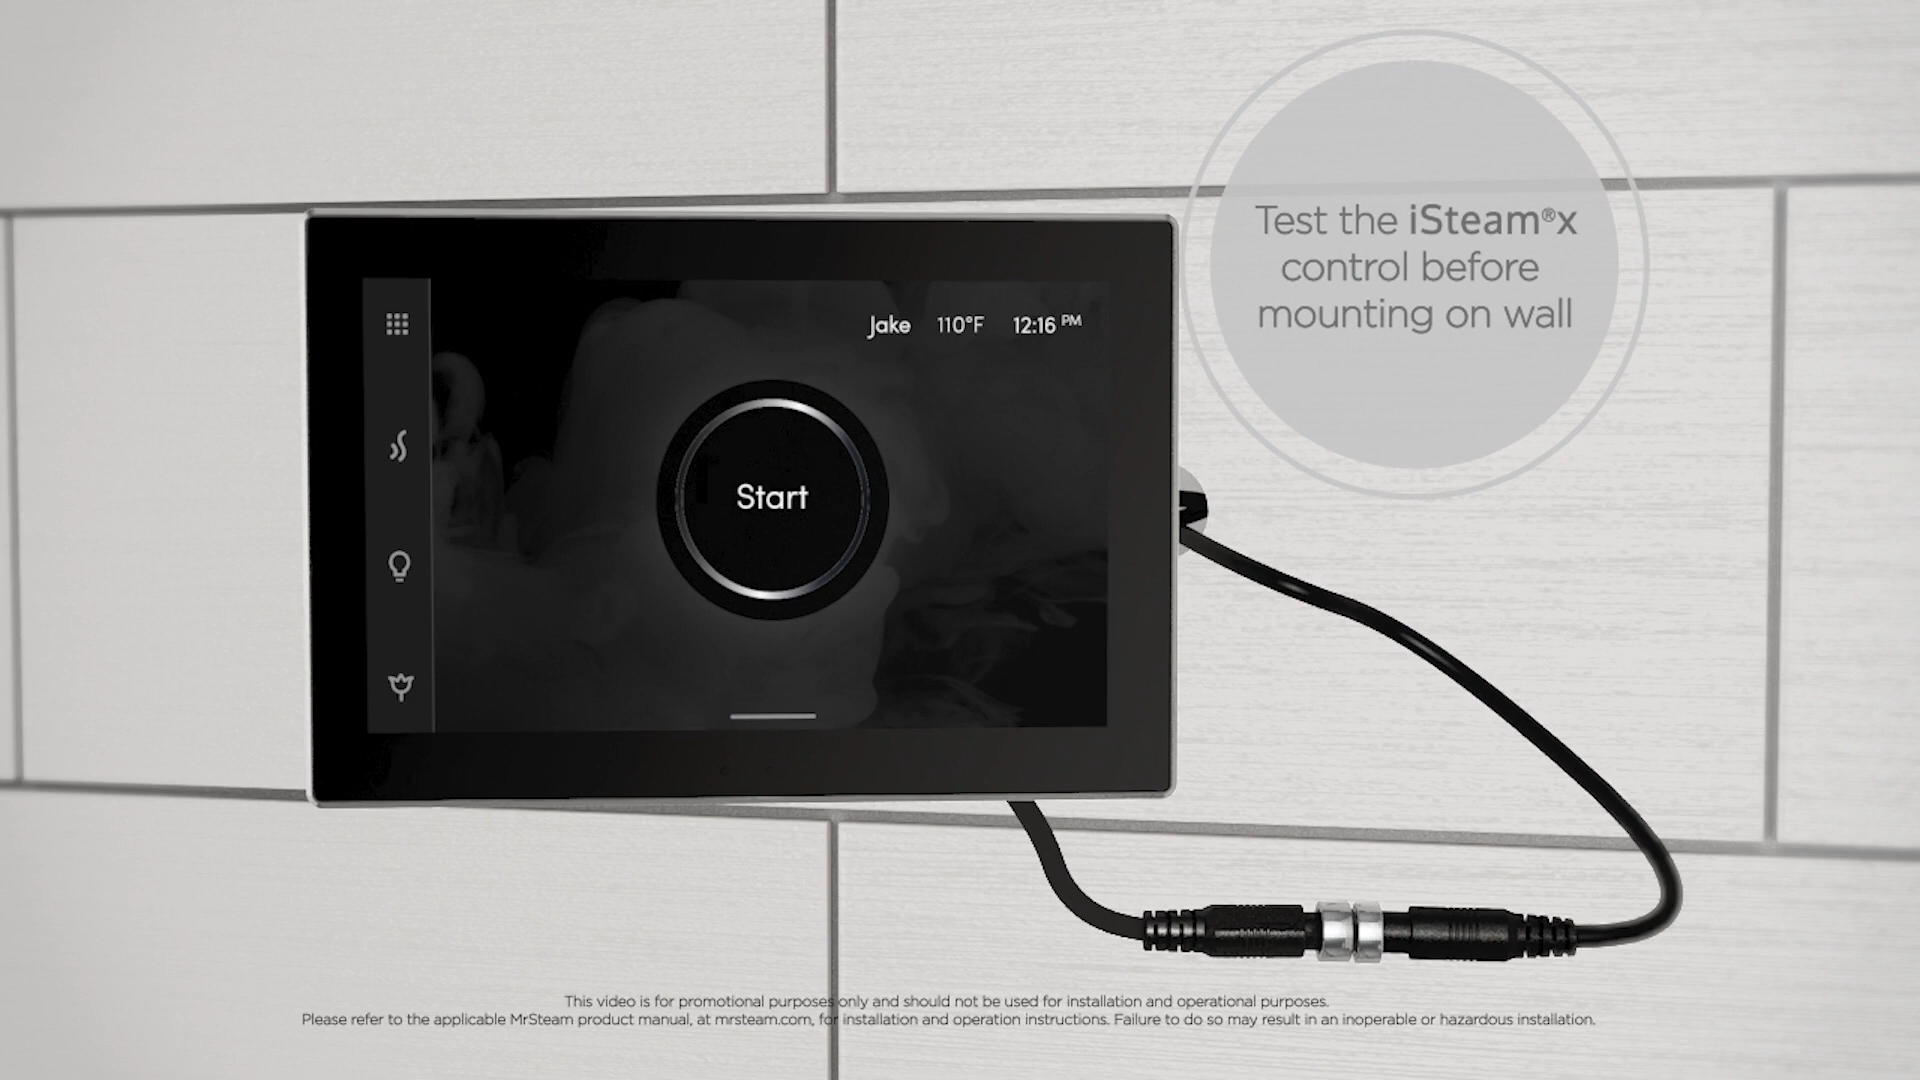 Test the iSteam®x
control before
mounting on wall
Jake 110°F 12:16 PM
Start
This video is for promotional purposes only and should not be used for installation and operational purposes.
Please refer to the applicable MrSteam product manual, at mrsteam.com, for installation and operation instructions. Failure to do so may result in an inoperable or hazardous installation.